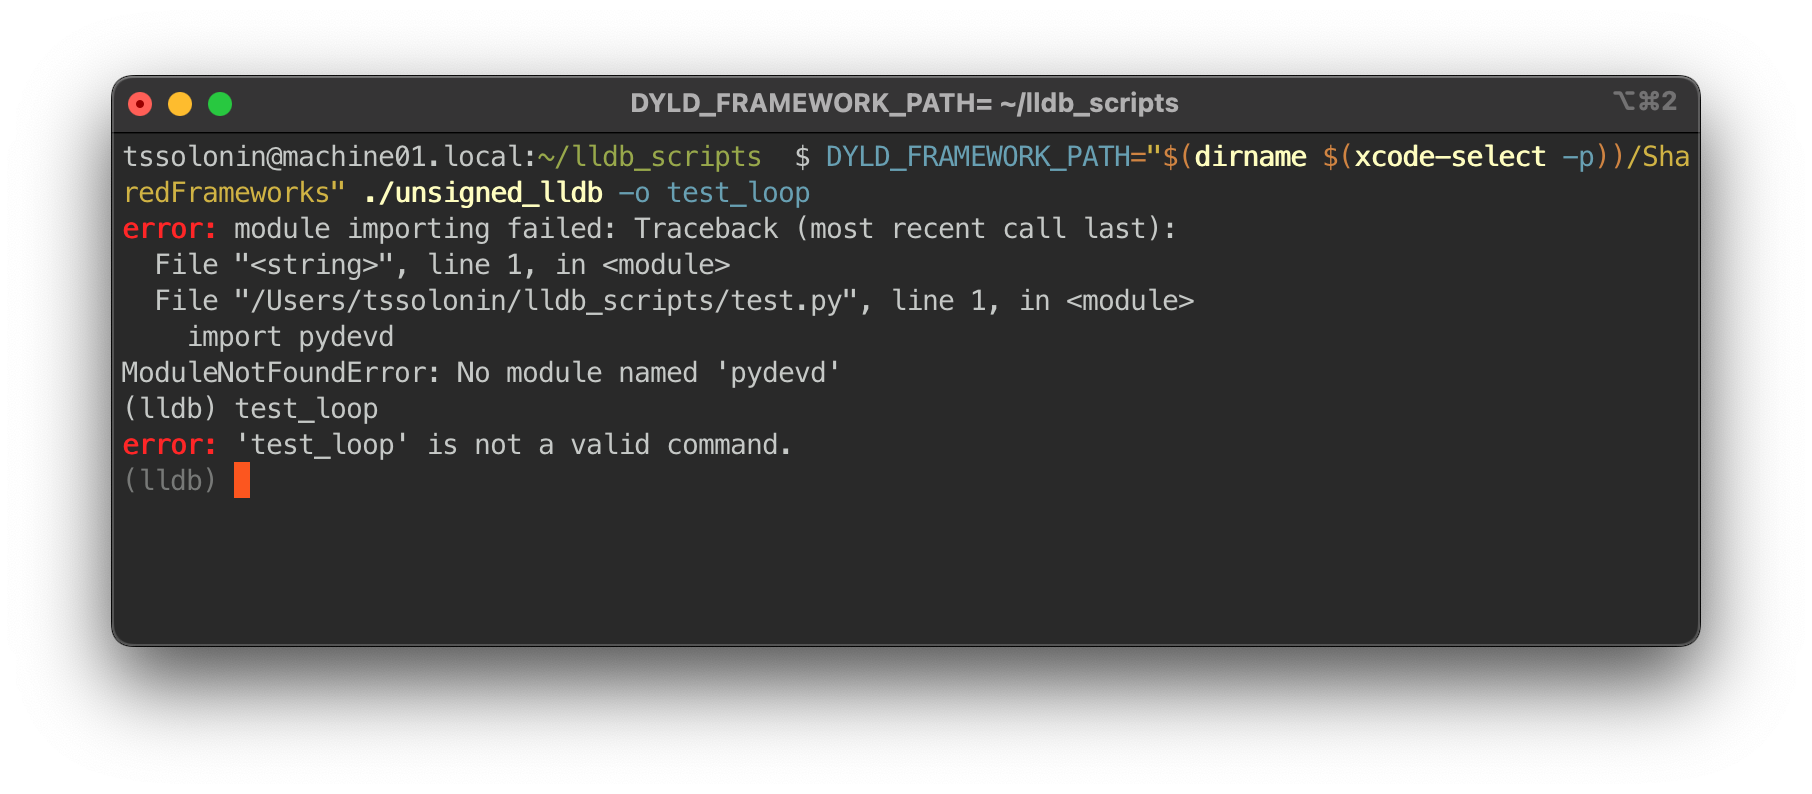 DYLD_FRAMEWORK_PATH= ~/lldb_scripts
⌥⌘2
tssolonin@machine01.local:~/lldb_scripts  $ DYLD_FRAMEWORK_PATH="$(dirname $(xcode-select -p))/Sha
redFrameworks" ./unsigned_lldb -o test_loop
error: module importing failed: Traceback (most recent call last):
  File "<string>", line 1, in <module>
  File "/Users/tssolonin/lldb_scripts/test.py", line 1, in <module>
    import pydevd
ModuleNotFoundError: No module named 'pydevd'
(lldb) test_loop
error: 'test_loop' is not a valid command.
(lldb)